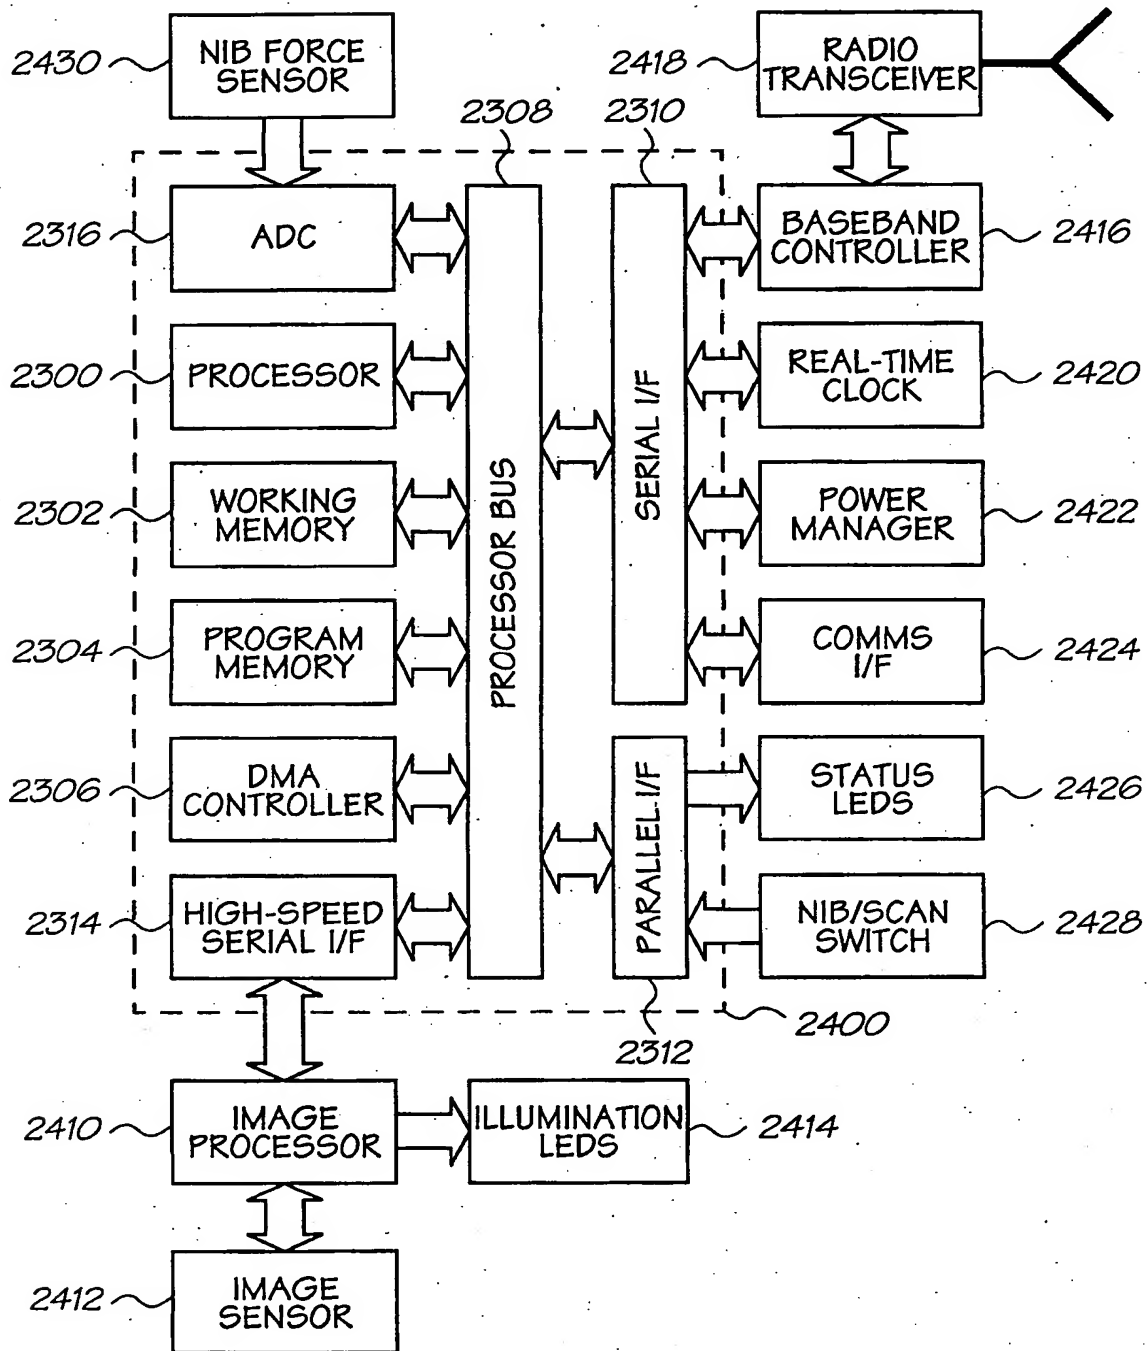 2430
NIB FORCE
SENSOR
2418
RADIO
TRANSCEIVER
2308
2310
2316
ADC
BASEBAND
CONTROLLER
2416
2300
PROCESSOR
REAL-TIME
CLOCK
2420
2302
WORKING
MEMORY
PROCESSOR BUS
SERIAL I/F
POWER
MANAGER
2422
2304
PROGRAM
MEMORY
COMMS
I/F
2424
2306
DMA
CONTROLLER
PARALLEL I/F
STATUS
LEDS
2426
2314
HIGH-SPEED
SERIAL I/F
NIB/SCAN
SWITCH
2428
2400
2312
2410
IMAGE
PROCESSOR
ILLUMINATION
LEDS
2414
2412
IMAGE
SENSOR